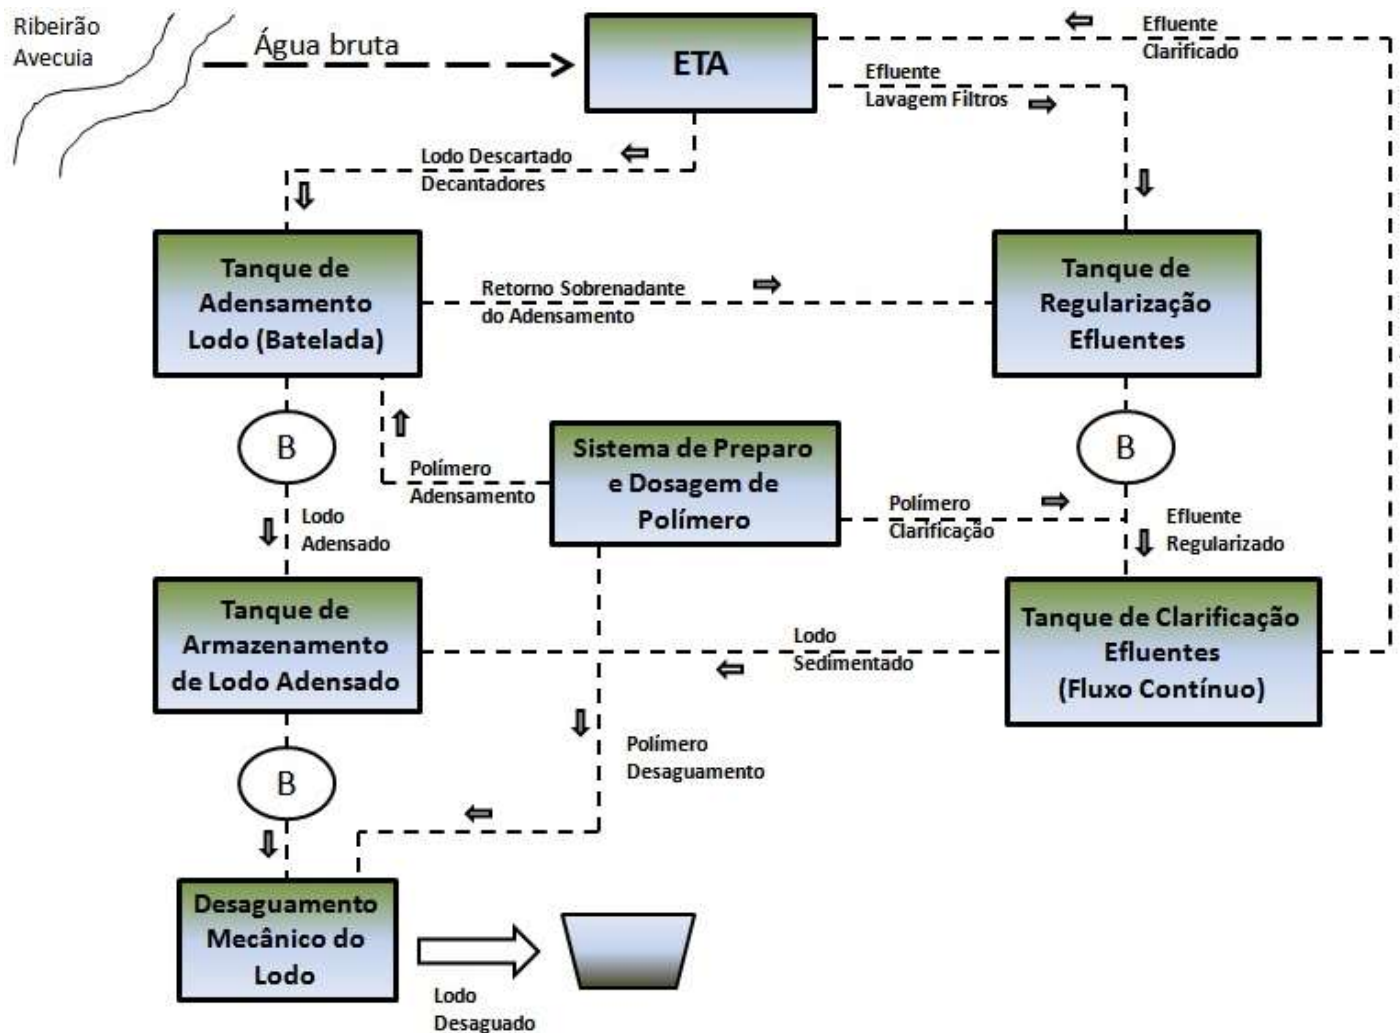 Ribeirão
Avecuia
Água bruta
ETA
Efluente
Clarificado
Efluente
Lavagem Filtros
Lodo Descartado
Decantadores
Tanque de
Adensamento
Lodo (Batelada)
Retorno Sobrenadante
do Adensamento
Tanque de
Regularização
Efluentes
B
B
Polímero
Adensamento
Sistema de Preparo
e Dosagem de
Polímero
Polímero
Clarificação
Lodo
Adensado
Efluente
Regularizado
Tanque de
Armazenamento
de Lodo Adensado
Lodo
Sedimentado
Tanque de Clarificação
Efluentes
(Fluxo Contínuo)
B
Polímero
Desaguamento
Desaguamento
Mecânico do
Lodo
Lodo
Desaguado